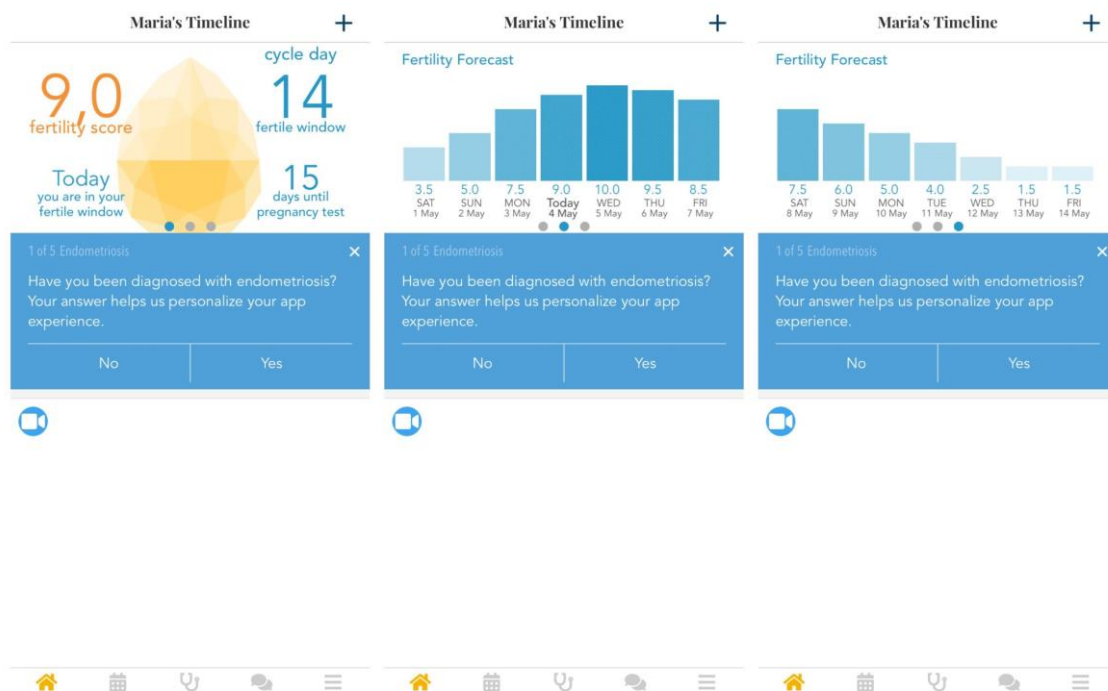 Maria's Timeline +
9,0
fertility score
cycle day
14
fertile window
Today
you are in your
fertile window
15
days until
pregnancy test
1 of 5 Endometriosis ×
Have you been diagnosed with endometriosis?
Your answer helps us personalize your app
experience.
No Yes
Maria's Timeline +
Fertility Forecast
3.5 5.0 7.5 9.0 10.0 9.5 8.5
SAT SUN MON Today WED THU FRI
1 May 2 May 3 May 4 May 5 May 6 May 7 May
1 of 5 Endometriosis ×
Have you been diagnosed with endometriosis?
Your answer helps us personalize your app
experience.
No Yes
Maria's Timeline +
Fertility Forecast
7.5 6.0 5.0 4.0 2.5 1.5 1.5
SAT SUN MON TUE WED THU FRI
8 May 9 May 10 May 11 May 12 May 13 May 14 May
1 of 5 Endometriosis ×
Have you been diagnosed with endometriosis?
Your answer helps us personalize your app
experience.
No Yes